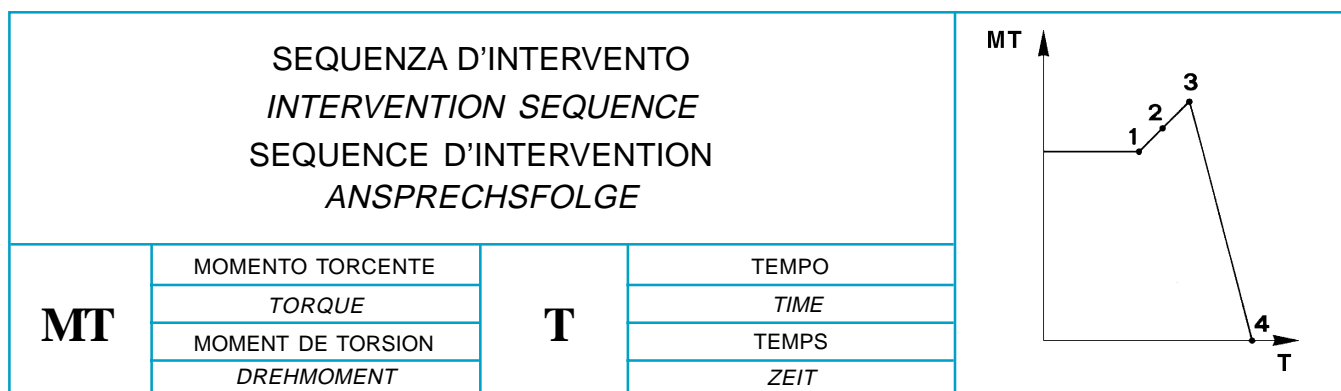 SEQUENZA D'INTERVENTO
INTERVENTION SEQUENCE
SEQUENCE D'INTERVENTION
ANSPRECHSFOLGE
MT
MOMENTO TORCENTE
TORQUE
MOMENT DE TORSION
DREHMOMENT
T
TEMPO
TIME
TEMPS
ZEIT
MT
3
2
1
4
T